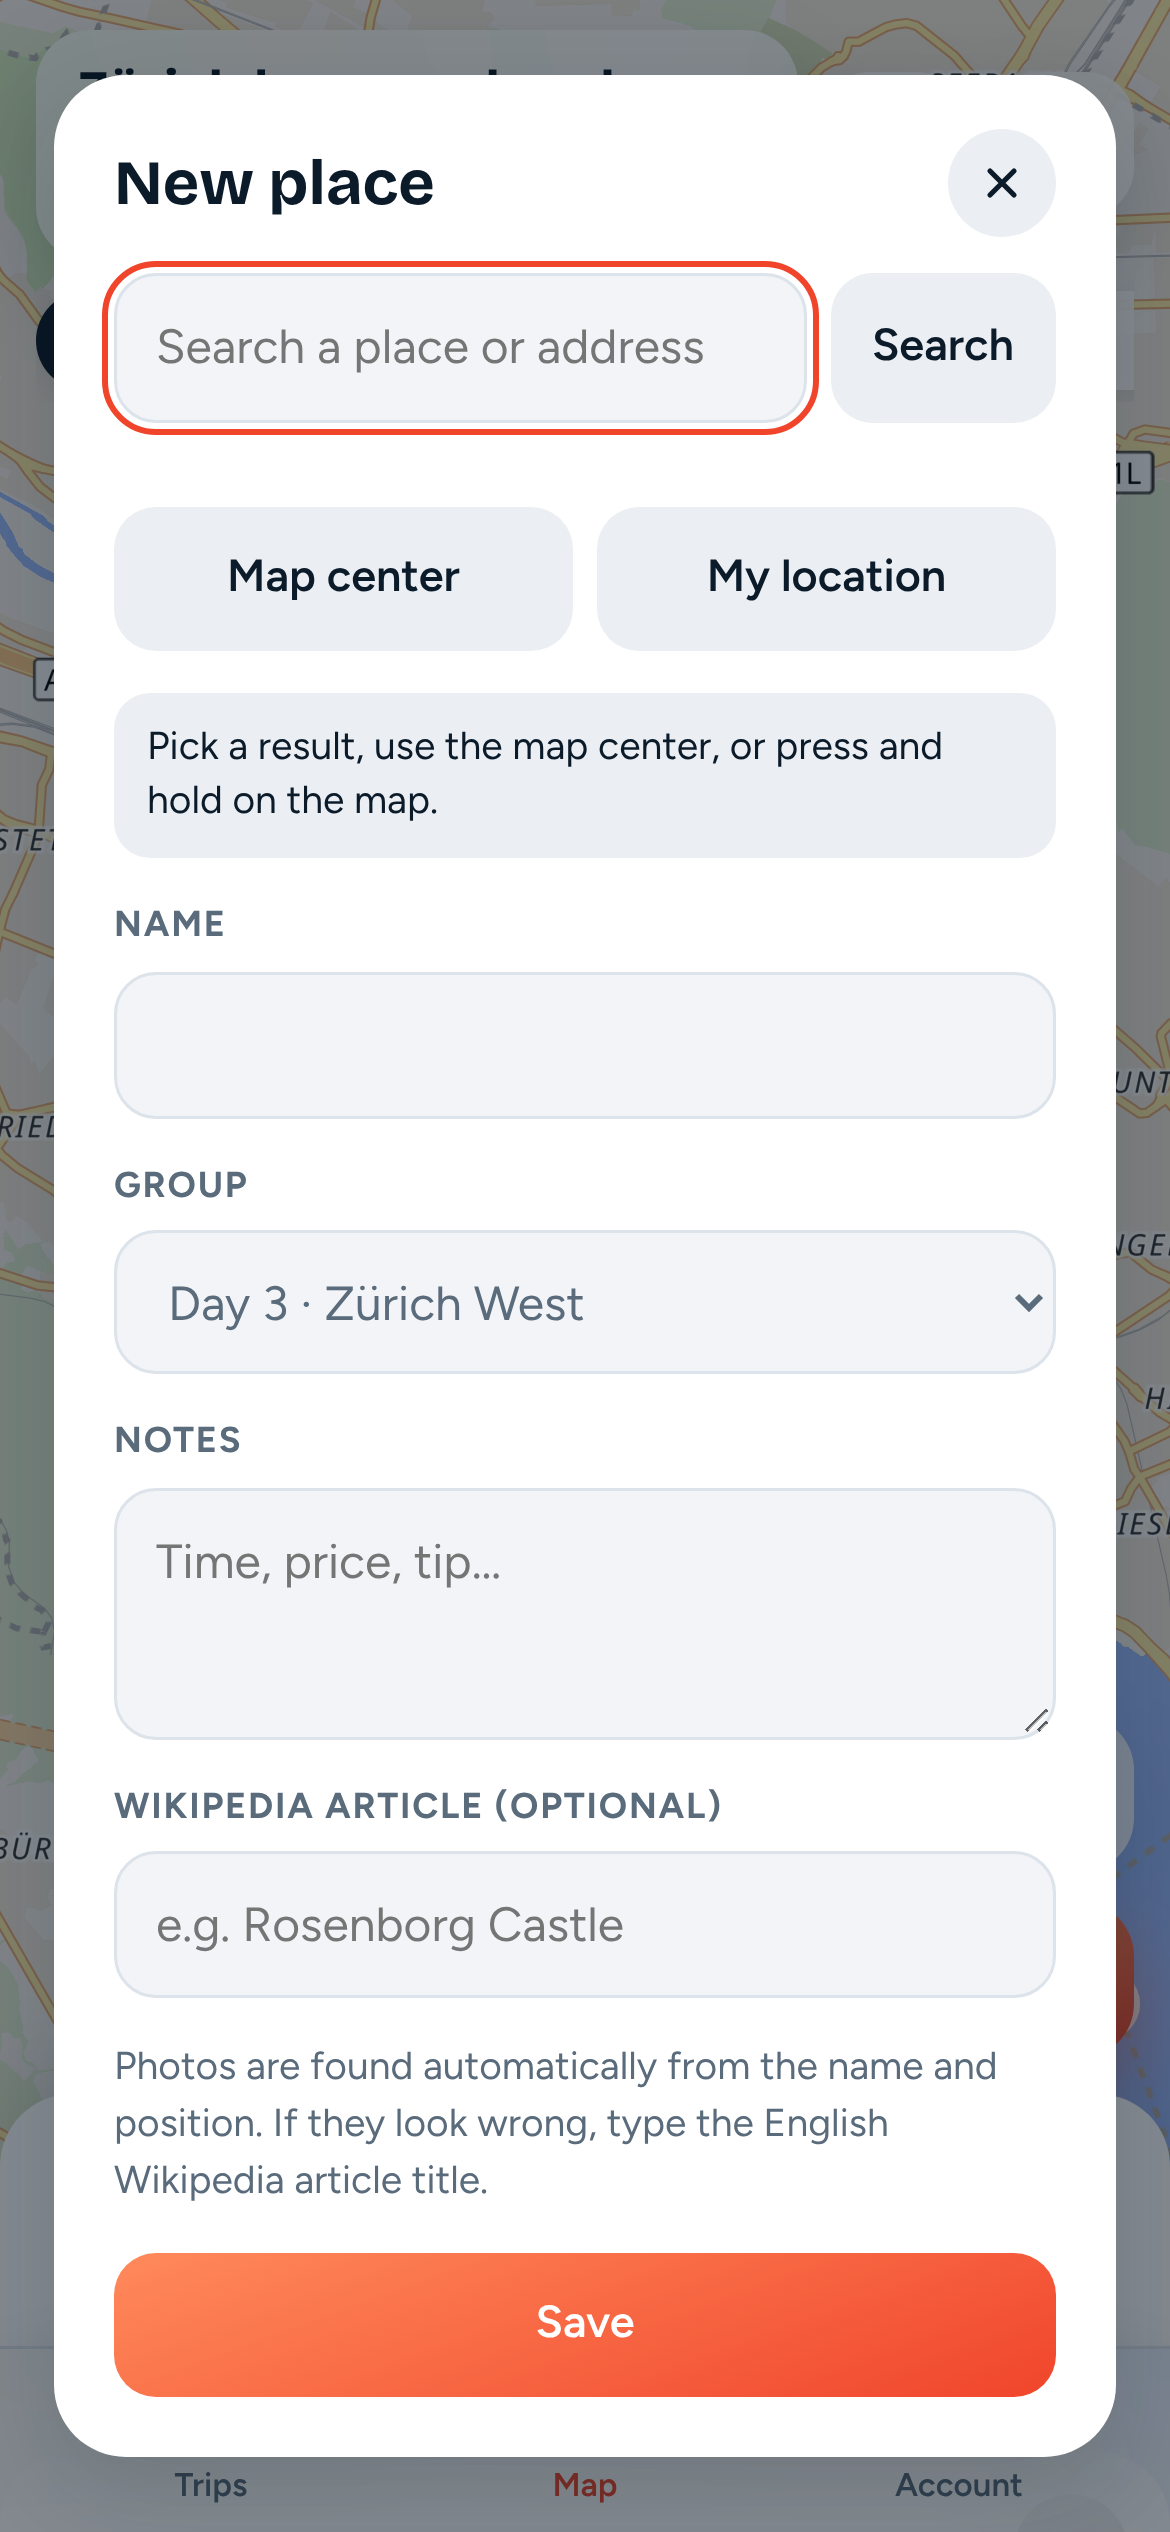 New place
Search a place or address
Search
Map center
My location
Pick a result, use the map center, or press and
hold on the map.
NAME
GROUP
Day 3 · Zürich West
NOTES
Time, price, tip...
WIKIPEDIA ARTICLE (OPTIONAL)
e.g. Rosenborg Castle
Photos are found automatically from the name and
position. If they look wrong, type the English
Wikipedia article title.
Save
Trips
Map
Account